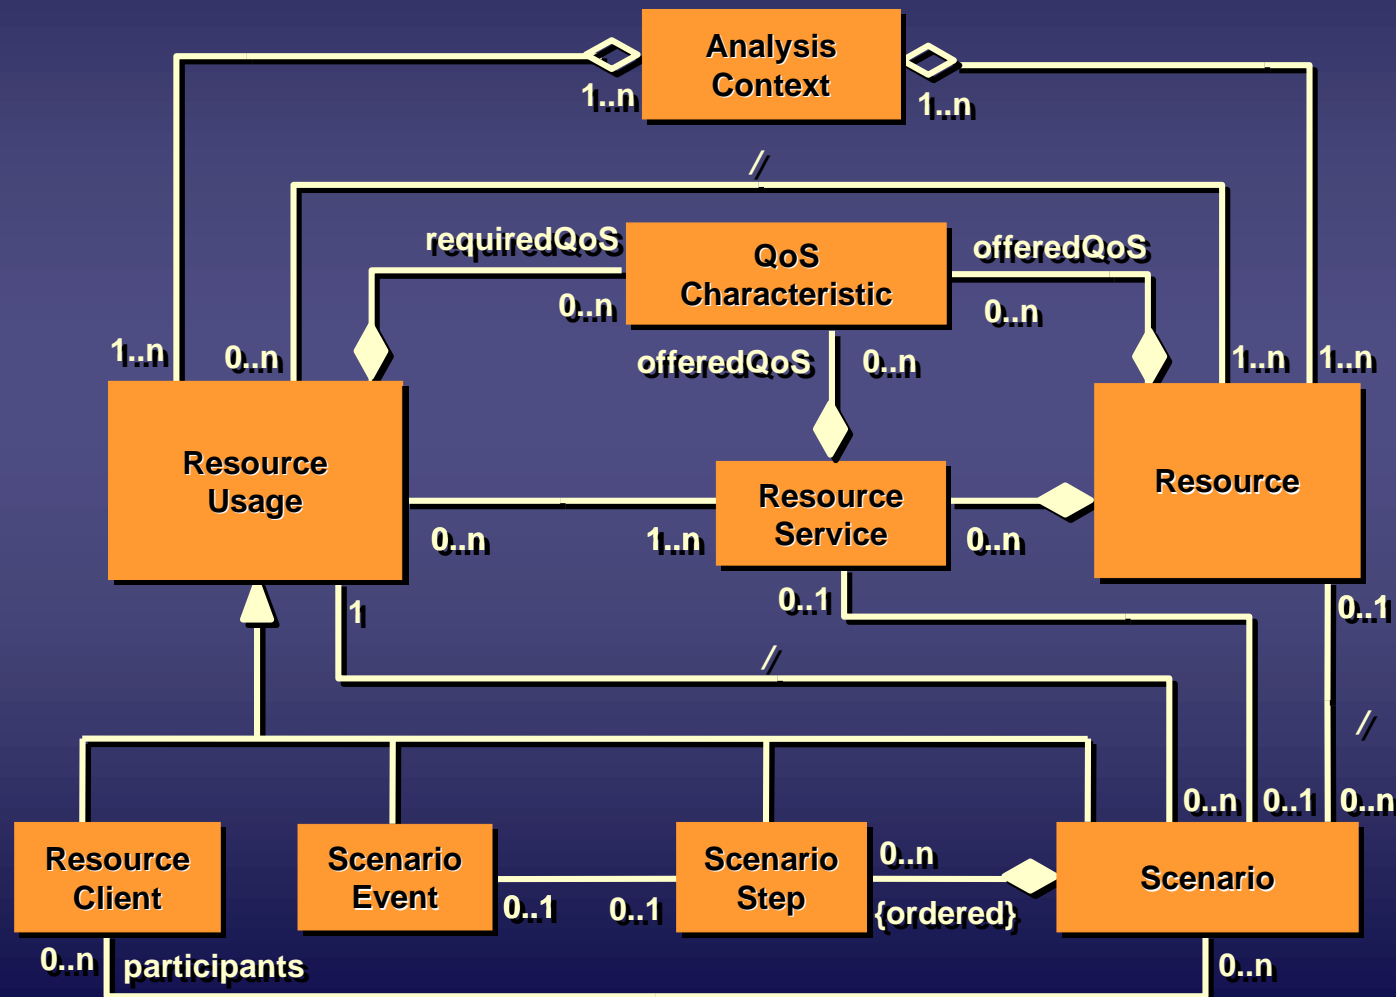 Analysis
Context
1..n
1..n
/
requiredQoS
QoS
Characteristic
offeredQoS
0..n
0..n
1..n
0..n
offeredQoS
0..n
1..n
1..n
Resource
Usage
Resource
Service
Resource
0..n
1..n
0..n
1
0..1
0..1
/
/
0..n
0..1
0..n
Resource
Client
Scenario
Event
Scenario
Step
0..n
Scenario
0..1
0..1
{ordered}
0..n
participants
0..n